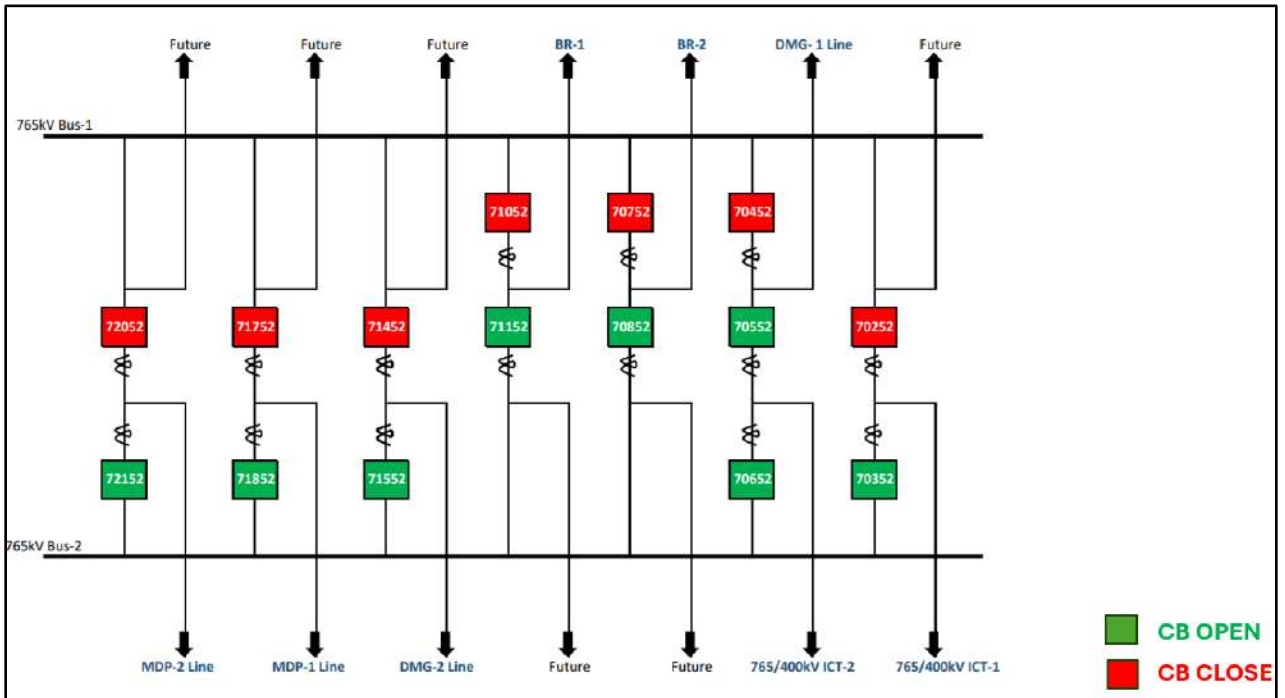 Future Future Future BR-1 BR-2 DMG- 1 Line Future
765kV Bus-1
71052 70752 70452
72052 71752 71452 71152 70852 70552 70252
72152 71852 71552 70652 70352
765kV Bus-2
MDP-2 Line MDP-1 Line DMG-2 Line Future Future 765/400kV ICT-2 765/400kV ICT-1
CB OPEN
CB CLOSE